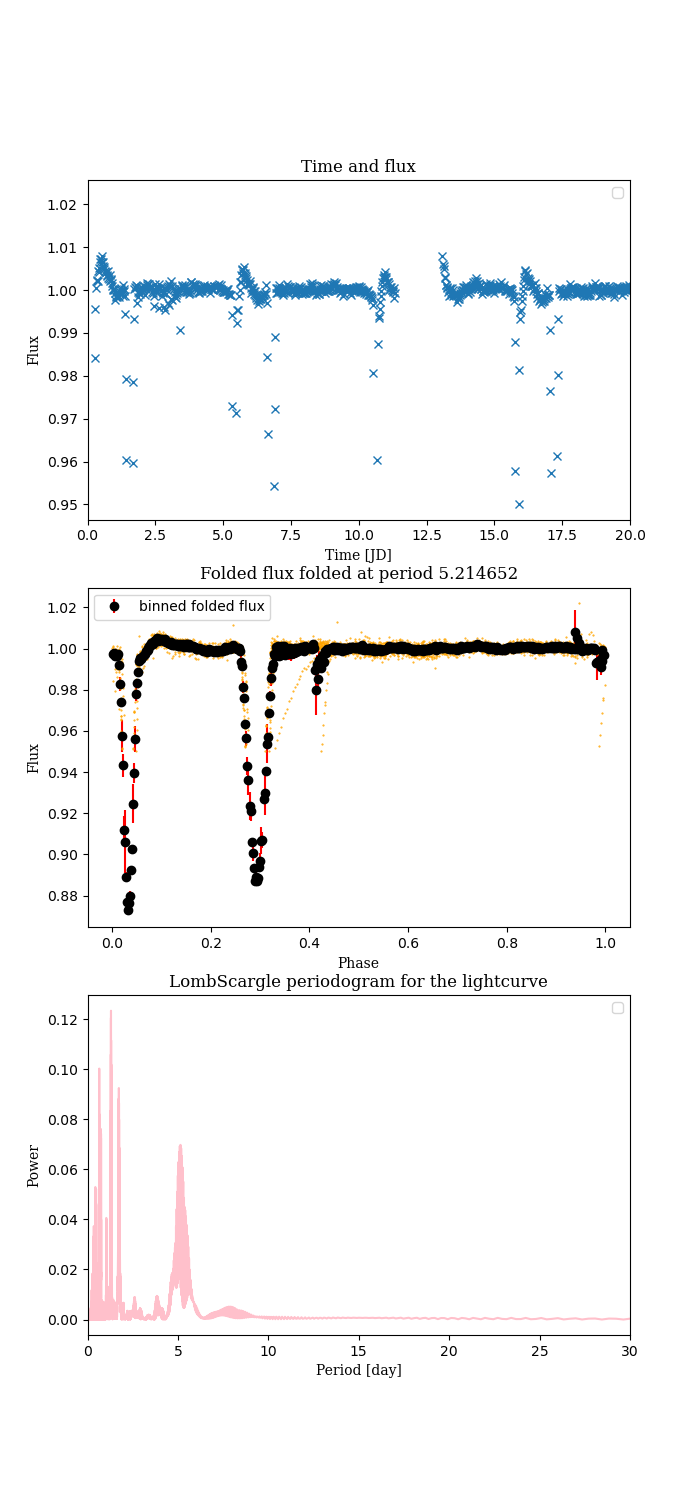 Time and flux
1.02
1.01
1.00
0.99
0.98
0.97
0.96
0.95
Flux
0.0 2.5 5.0 7.5 10.0 12.5 15.0 17.5 20.0
Time [JD]
Folded flux folded at period 5.214652
binned folded flux
1.02
1.00
0.98
0.96
0.94
0.92
0.90
0.88
Flux
0.0 0.2 0.4 0.6 0.8 1.0
Phase
LombScargle periodogram for the lightcurve
0.12
0.10
0.08
0.06
0.04
0.02
0.00
Power
0 5 10 15 20 25 30
Period [day]